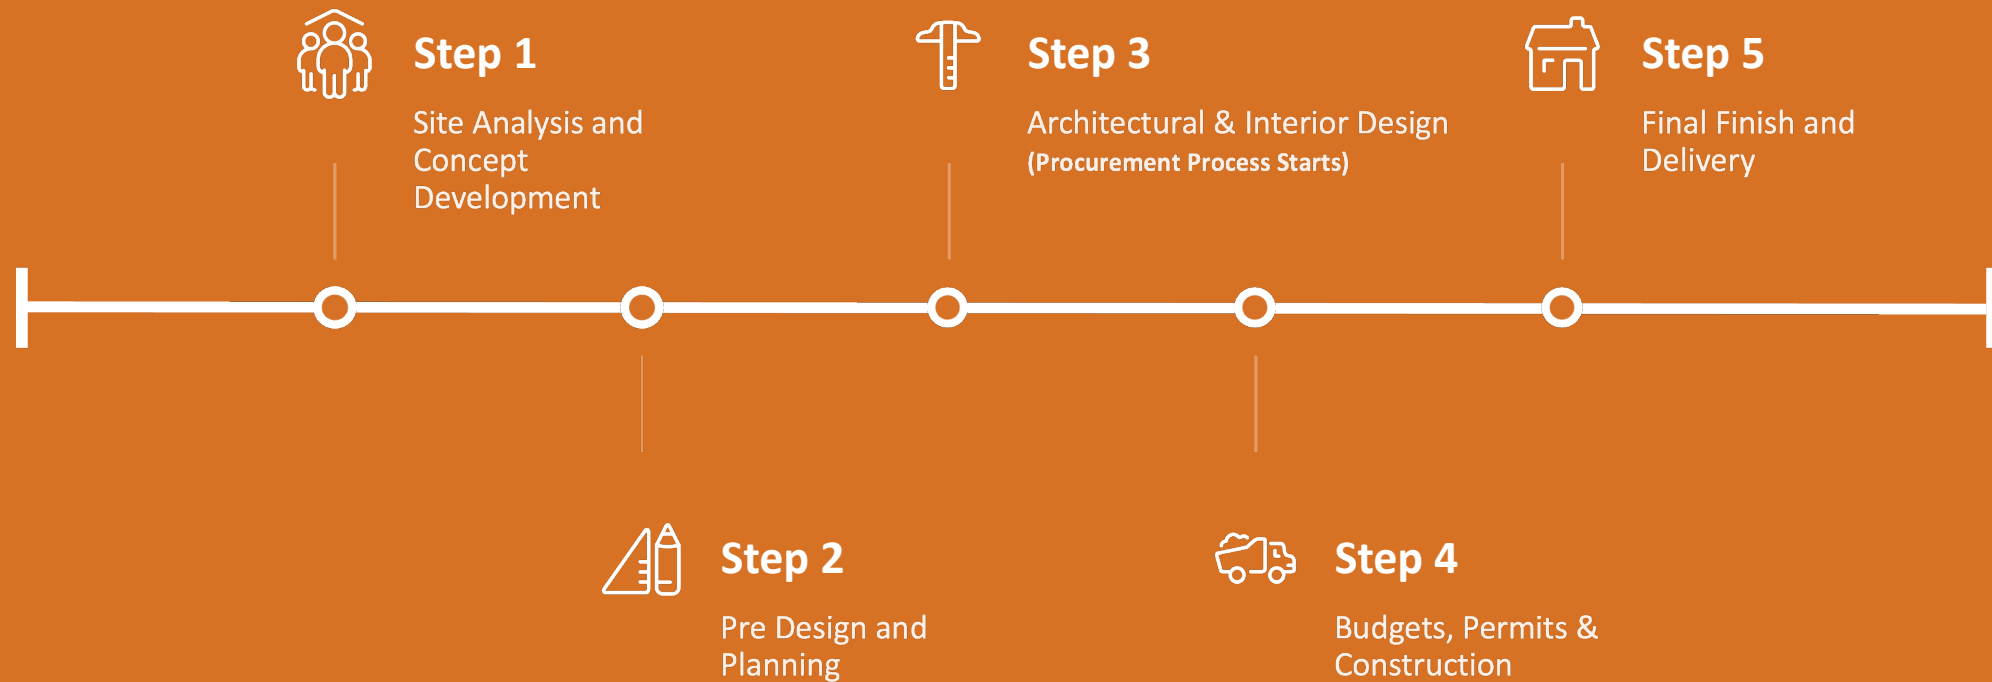 Step 1
Site Analysis and
Concept
Development
Step 2
Pre Design and
Planning
Step 3
Architectural & Interior Design
(Procurement Process Starts)
Step 4
Budgets, Permits &
Construction
Step 5
Final Finish and
Delivery